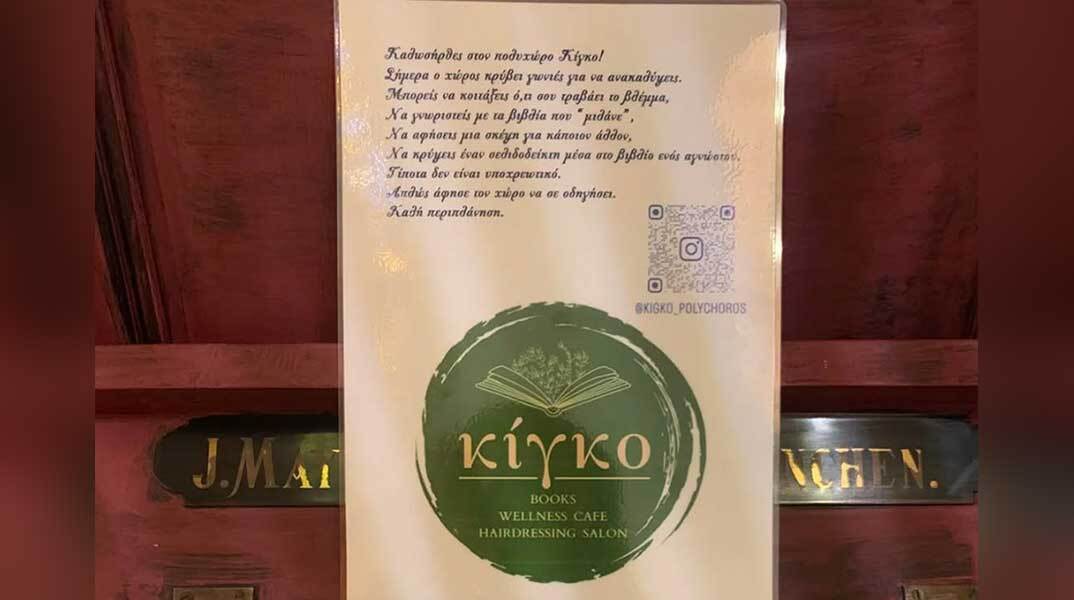 Καλωσήρθες στον πολυχώρο Κίγκο!
Σήμερα ο χώρος κρύβει γωνιές για να ανακαλύψεις.
Μπορείς να κοιτάξεις ό,τι σου τραβάει το βλέμμα,
Να γνωριστείς με τα βιβλία που “μιλάνε”,
Να αφήσεις μια σκέψη για κάποιον άλλον,
Να κρύψεις έναν σελιδοδείκτη μέσα στο βιβλίο ενός αγνώστου.
Τίποτα δεν είναι υποχρεωτικό.
Απλώς άφησε τον χώρο να σε οδηγήσει.
Καλή περιπλάνηση.
@KIGKO_POLYCHOROS
κίγκο
BOOKS
WELLNESS CAFE
HAIRDRESSING SALON
J.
NCHEN.